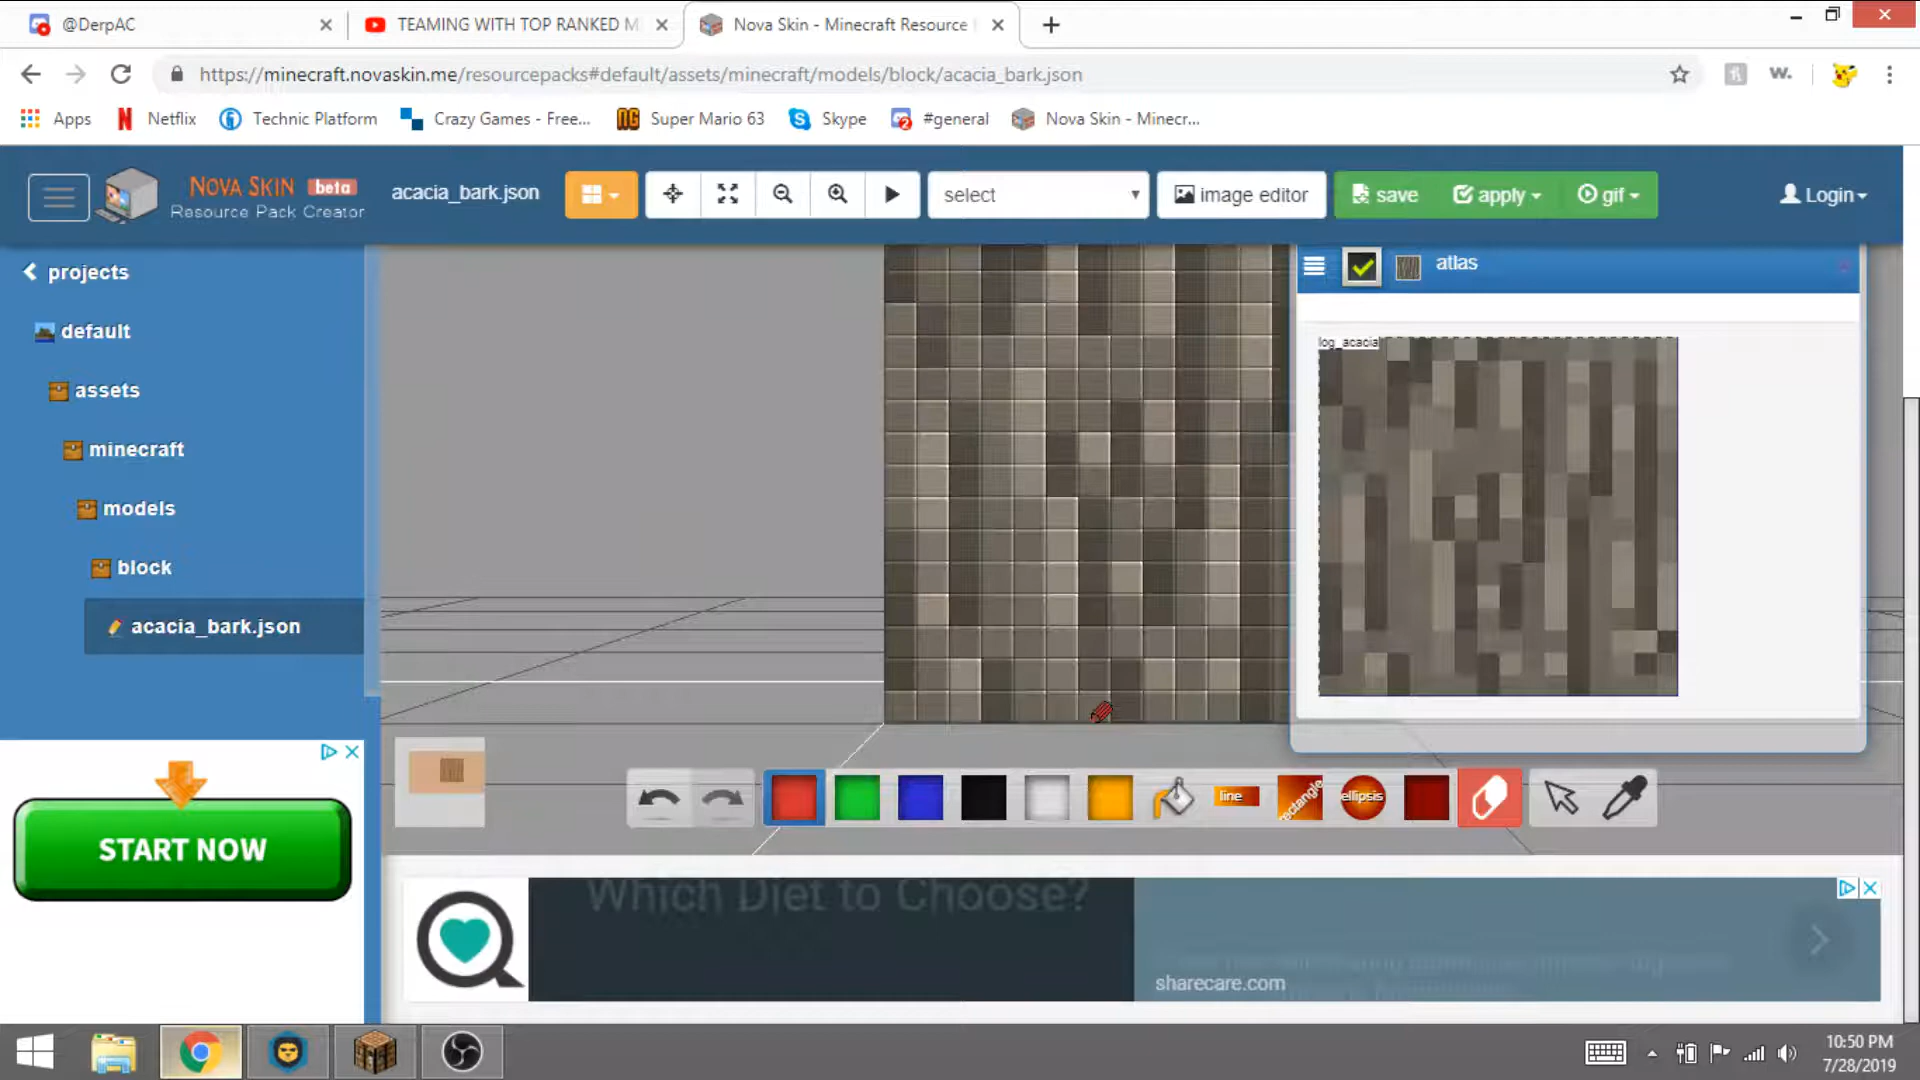 @DerpAC
TEAMING WITH TOP RANKED M
Nova Skin - Minecraft Resource
https://minecraft.novaskin.me/resourcepacks#default/assets/minecraft/models/block/acacia_bark.json
w.
Apps
Netflix
Technic Platform
Crazy Games - Free...
Super Mario 63
Skype
#general
Nova Skin - Minecr...
NOVA SKIN beta
Resource Pack Creator
acacia_bark.json
select
image editor
save
apply
gif
Login
projects
default
assets
minecraft
models
block
acacia_bark.json
atlas
log_acacia
line
rectangle
ellipsis
START NOW
Which Diet to Choose?
sharecare.com
10:50 PM
7/28/2019